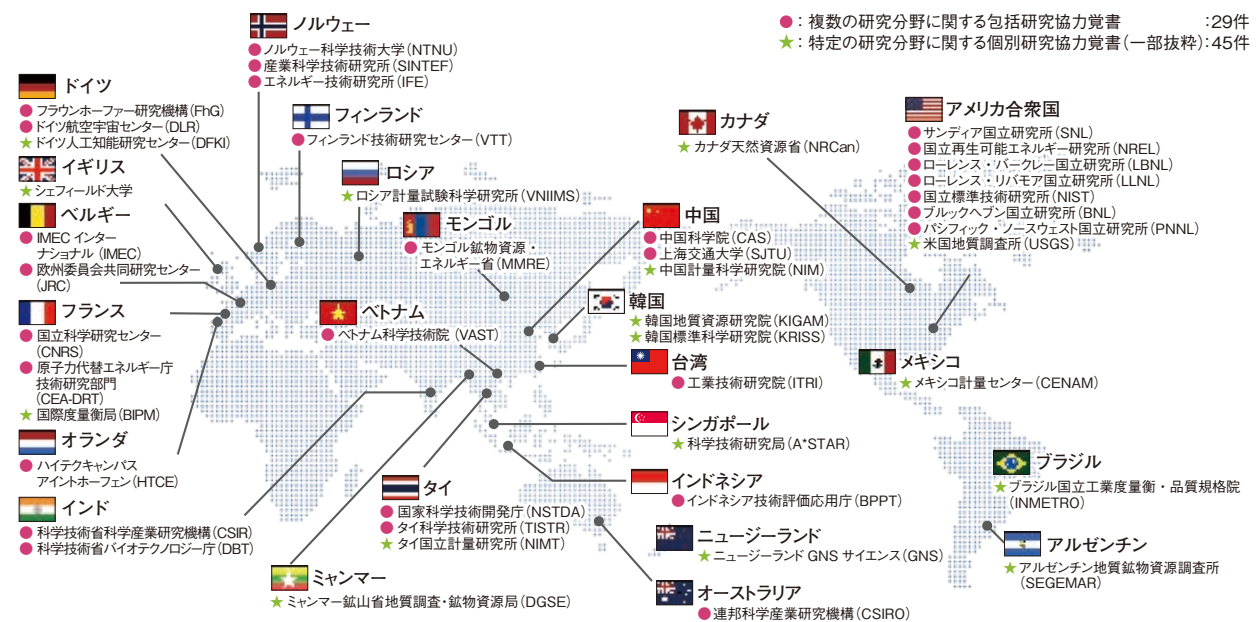 ●：複数の研究分野に関する包括研究協力覚書　：29件
★：特定の研究分野に関する個別研究協力覚書（一部抜粋）：45件
ノルウェー
●ノルウェー科学技術大学（NTNU）
●産業科学技術研究所（SINTEF）
●エネルギー技術研究所（IFE）
ドイツ
●フラウンホーファー研究機構（FhG）
●ドイツ航空宇宙センター（DLR）
★ドイツ人工知能研究センター（DFKI）
フィンランド
●フィンランド技術研究センター（VTT）
イギリス
★シェフィールド大学
ロシア
★ロシア計量試験科学研究所（VNIIMS）
ベルギー
●IMEC インター
ナショナル（IMEC）
●欧州委員会共同研究センター
（JRC）
モンゴル
●モンゴル鉱物資源・
エネルギー省（MMRE）
フランス
●国立科学研究センター
（CNRS）
●原子力代替エネルギー庁
技術研究部門
（CEA-DRT）
★国際度量衡局（BIPM）
ベトナム
●ベトナム科学技術院（VAST）
オランダ
●ハイテクキャンパス
アイントホーフェン（HTCE）
インド
●科学技術省科学産業研究機構（CSIR）
●科学技術省バイオテクノロジー庁（DBT）
タイ
●国家科学技術開発庁（NSTDA）
●タイ科学技術研究所（TISTR）
★タイ国立計量研究所（NIMT）
ミャンマー
★ミャンマー鉱山省地質調査・鉱物資源局（DGSE）
中国
●中国科学院（CAS）
●上海交通大学（SJTU）
★中国計量科学研究院（NIM）
韓国
★韓国地質資源研究院（KIGAM）
★韓国標準科学研究院（KRISS）
台湾
●工業技術研究院（ITRI）
シンガポール
★科学技術研究局（A*STAR）
インドネシア
●インドネシア技術評価応用庁（BPPT）
ニュージーランド
★ニュージーランド GNS サイエンス（GNS）
オーストラリア
●連邦科学産業研究機構（CSIRO）
カナダ
★カナダ天然資源省（NRCan）
アメリカ合衆国
●サンディア国立研究所（SNL）
●国立再生可能エネルギー研究所（NREL）
●ローレンス・バークレー国立研究所（LBNL）
●ローレンス・リバモア国立研究所（LLNL）
●国立標準技術研究所（NIST）
●ブルックヘブン国立研究所（BNL）
●パシフィック・ノースウェスト国立研究所（PNNL）
★米国地質調査所（USGS）
メキシコ
★メキシコ計量センター（CENAM）
ブラジル
★ブラジル国立工業度量衡・品質規格院
（INMETRO）
アルゼンチン
★アルゼンチン地質鉱物資源調査所
（SEGEMAR）